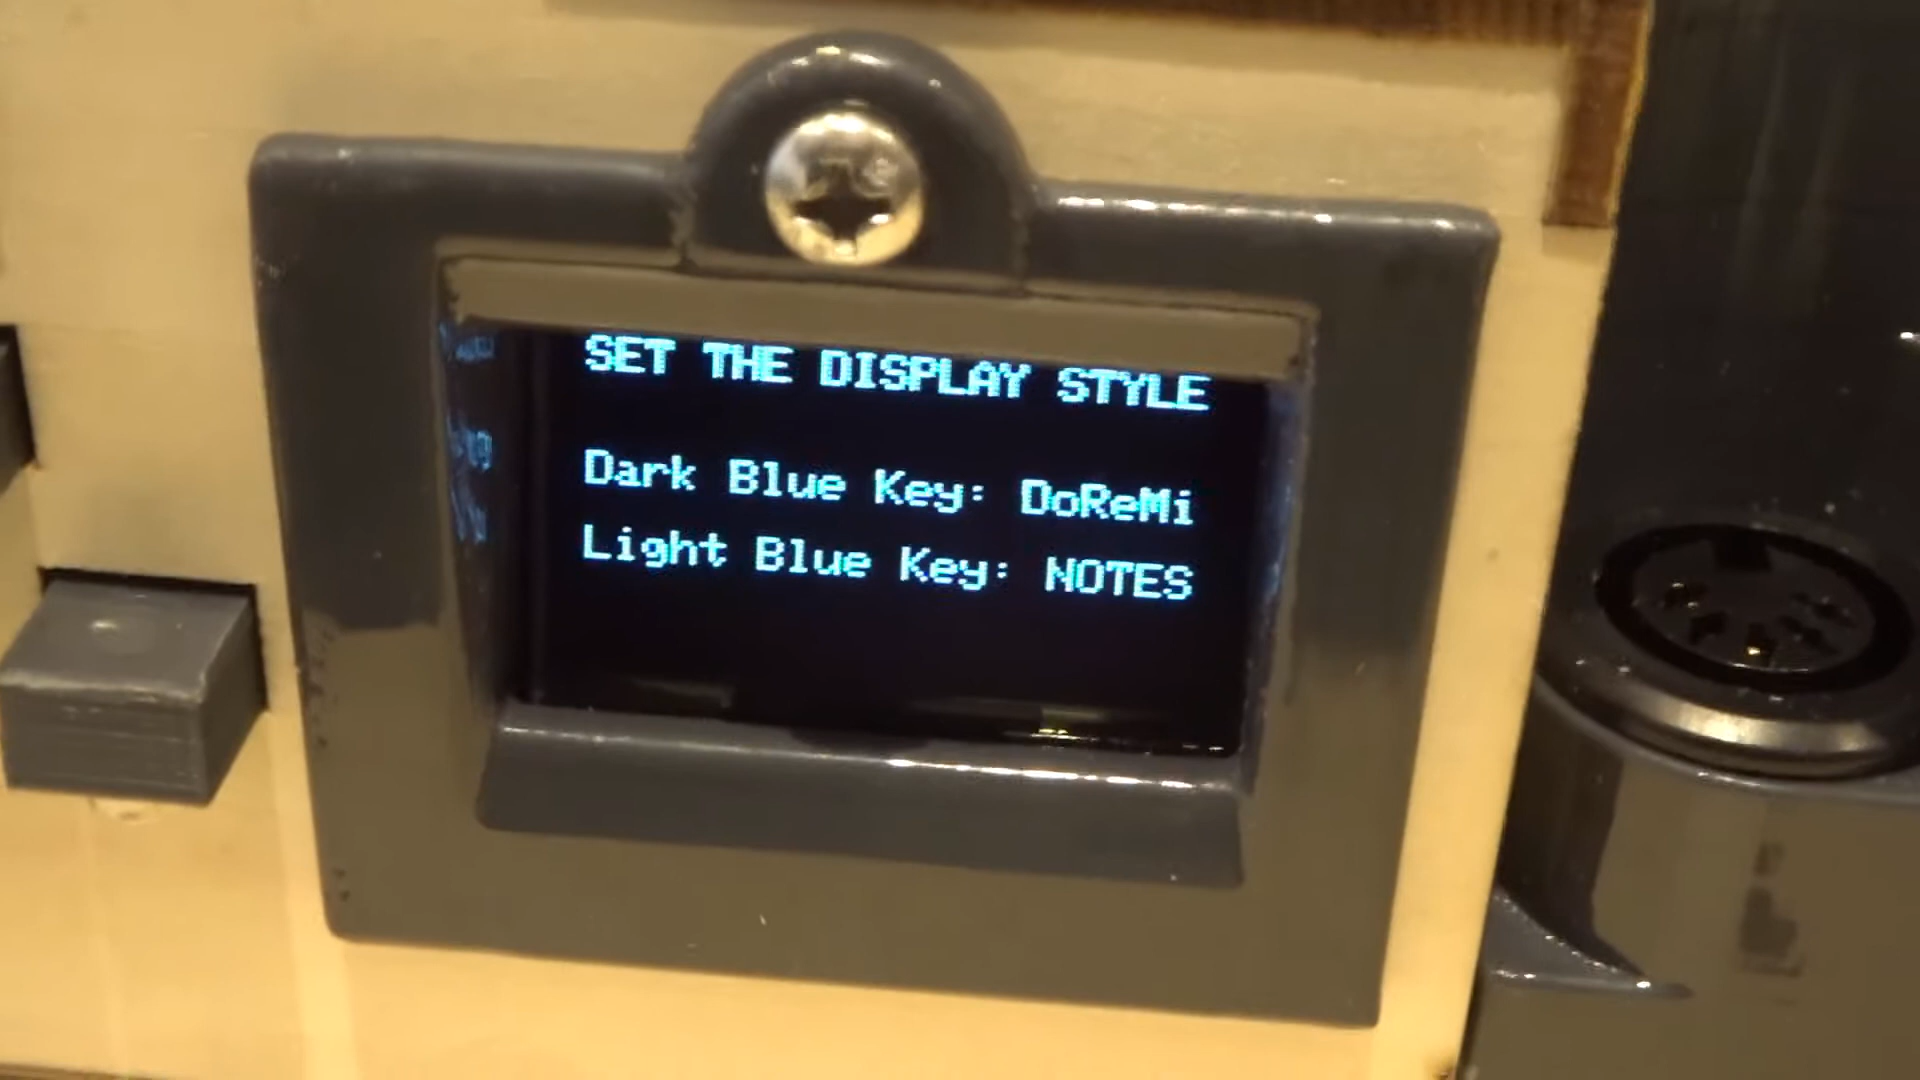 SET THE DISPLAY STYLE
Dark Blue Key: DoReMi
Light Blue Key: NOTES